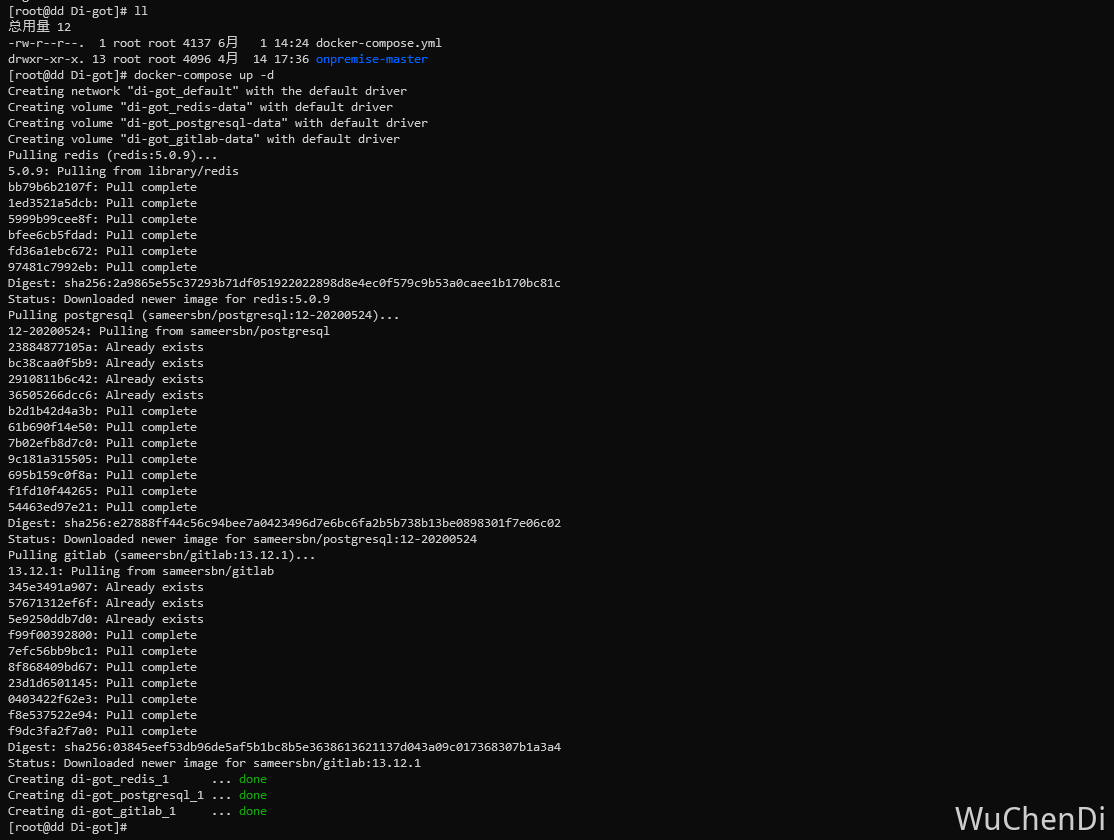 [root@dd Di-got]# ll
总用量 12
-rw-r--r--.  1 root root 4137 6月   1 14:24 docker-compose.yml
drwxr-xr-x. 13 root root 4096 4月  14 17:36 onpremise-master
[root@dd Di-got]# docker-compose up -d
Creating network "di-got_default" with the default driver
Creating volume "di-got_redis-data" with default driver
Creating volume "di-got_postgresql-data" with default driver
Creating volume "di-got_gitlab-data" with default driver
Pulling redis (redis:5.0.9)...
5.0.9: Pulling from library/redis
bb79b6b2107f: Pull complete
1ed3521a5dcb: Pull complete
5999b99cee8f: Pull complete
bfee6cb5fdad: Pull complete
fd36a1ebc672: Pull complete
97481c7992eb: Pull complete
Digest: sha256:2a9865e55c37293b71df051922022898d8e4ec0f579c9b53a0caee1b170bc81c
Status: Downloaded newer image for redis:5.0.9
Pulling postgresql (sameersbn/postgresql:12-20200524)...
12-20200524: Pulling from sameersbn/postgresql
23884877105a: Already exists
bc38caa0f5b9: Already exists
2910811b6c42: Already exists
36505266dcc6: Already exists
b2d1b42d4a3b: Pull complete
61b690f14e50: Pull complete
7b02efb8d7c0: Pull complete
9c181a315505: Pull complete
695b159c0f8a: Pull complete
f1fd10f44265: Pull complete
54463ed97e21: Pull complete
Digest: sha256:e27888ff44c56c94bee7a0423496d7e6bc6fa2b5b738b13be0898301f7e06c02
Status: Downloaded newer image for sameersbn/postgresql:12-20200524
Pulling gitlab (sameersbn/gitlab:13.12.1)...
13.12.1: Pulling from sameersbn/gitlab
345e3491a907: Already exists
57671312ef6f: Already exists
5e9250ddb7d0: Already exists
f99f00392800: Pull complete
7efc56bb9bc1: Pull complete
8f868409bd67: Pull complete
23d1d6501145: Pull complete
0403422f62e3: Pull complete
f8e537522e94: Pull complete
f9dc3fa2f7a0: Pull complete
Digest: sha256:03845eef53db96de5af5b1bc8b5e3638613621137d043a09c017368307b1a3a4
Status: Downloaded newer image for sameersbn/gitlab:13.12.1
Creating di-got_redis_1      ... done
Creating di-got_postgresql_1 ... done
Creating di-got_gitlab_1     ... done
[root@dd Di-got]#
WuChenDi